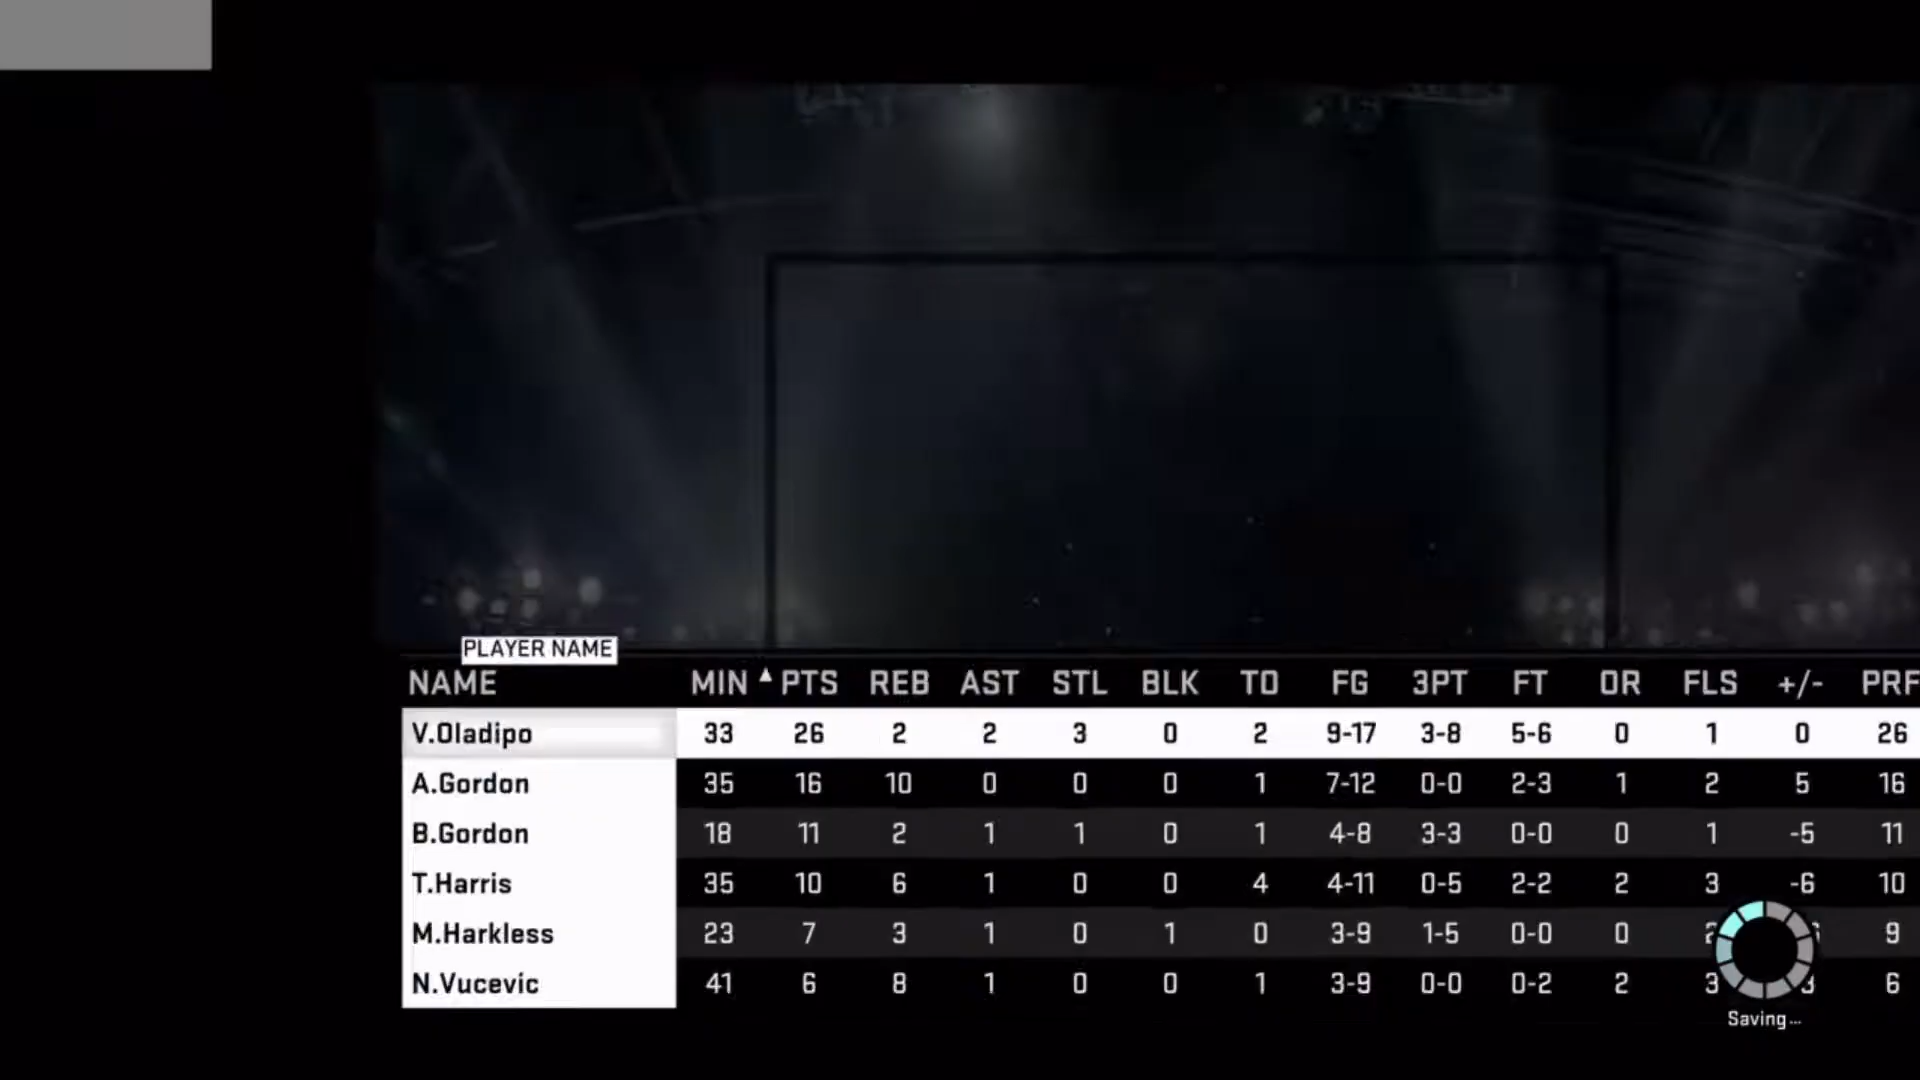 PLAYER NAME
NAME MIN PTS REB AST STL BLK TO FG 3PT FT OR FLS +/- PRF
V.Oladipo 33 26 2 2 3 0 2 9-17 3-8 5-6 0 1 0 26
A.Gordon 35 16 10 0 0 0 1 7-12 0-0 2-3 1 2 5 16
B.Gordon 18 11 2 1 1 0 1 4-8 3-3 0-0 0 1 -5 11
T.Harris 35 10 6 1 0 0 4 4-11 0-5 2-2 2 3 -6 10
M.Harkless 23 7 3 1 0 1 0 3-9 1-5 0-0 0 9
N.Vucevic 41 6 8 1 0 0 1 3-9 0-0 0-2 2 3 6
Saving...